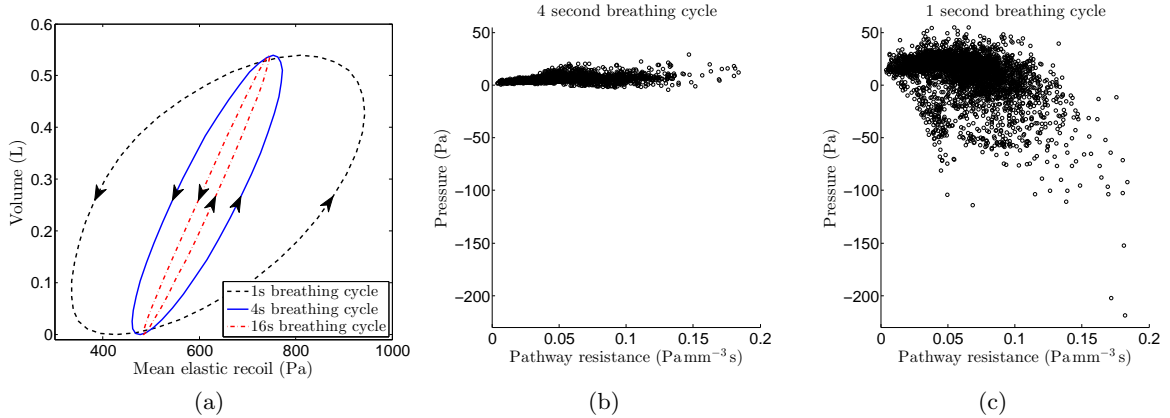 0.6
0.5
0.4
0.3
0.2
0.1
0
Volume (L)
400 600 800 1000
Mean elastic recoil (Pa)
1s breathing cycle
4s breathing cycle
16s breathing cycle
(a)
4 second breathing cycle
50
0
−50
−100
−150
−200
Pressure (Pa)
0 0.05 0.1 0.15 0.2
Pathway resistance (Pa mm⁻³ s)
(b)
1 second breathing cycle
50
0
−50
−100
−150
−200
Pressure (Pa)
0 0.05 0.1 0.15 0.2
Pathway resistance (Pa mm⁻³ s)
(c)